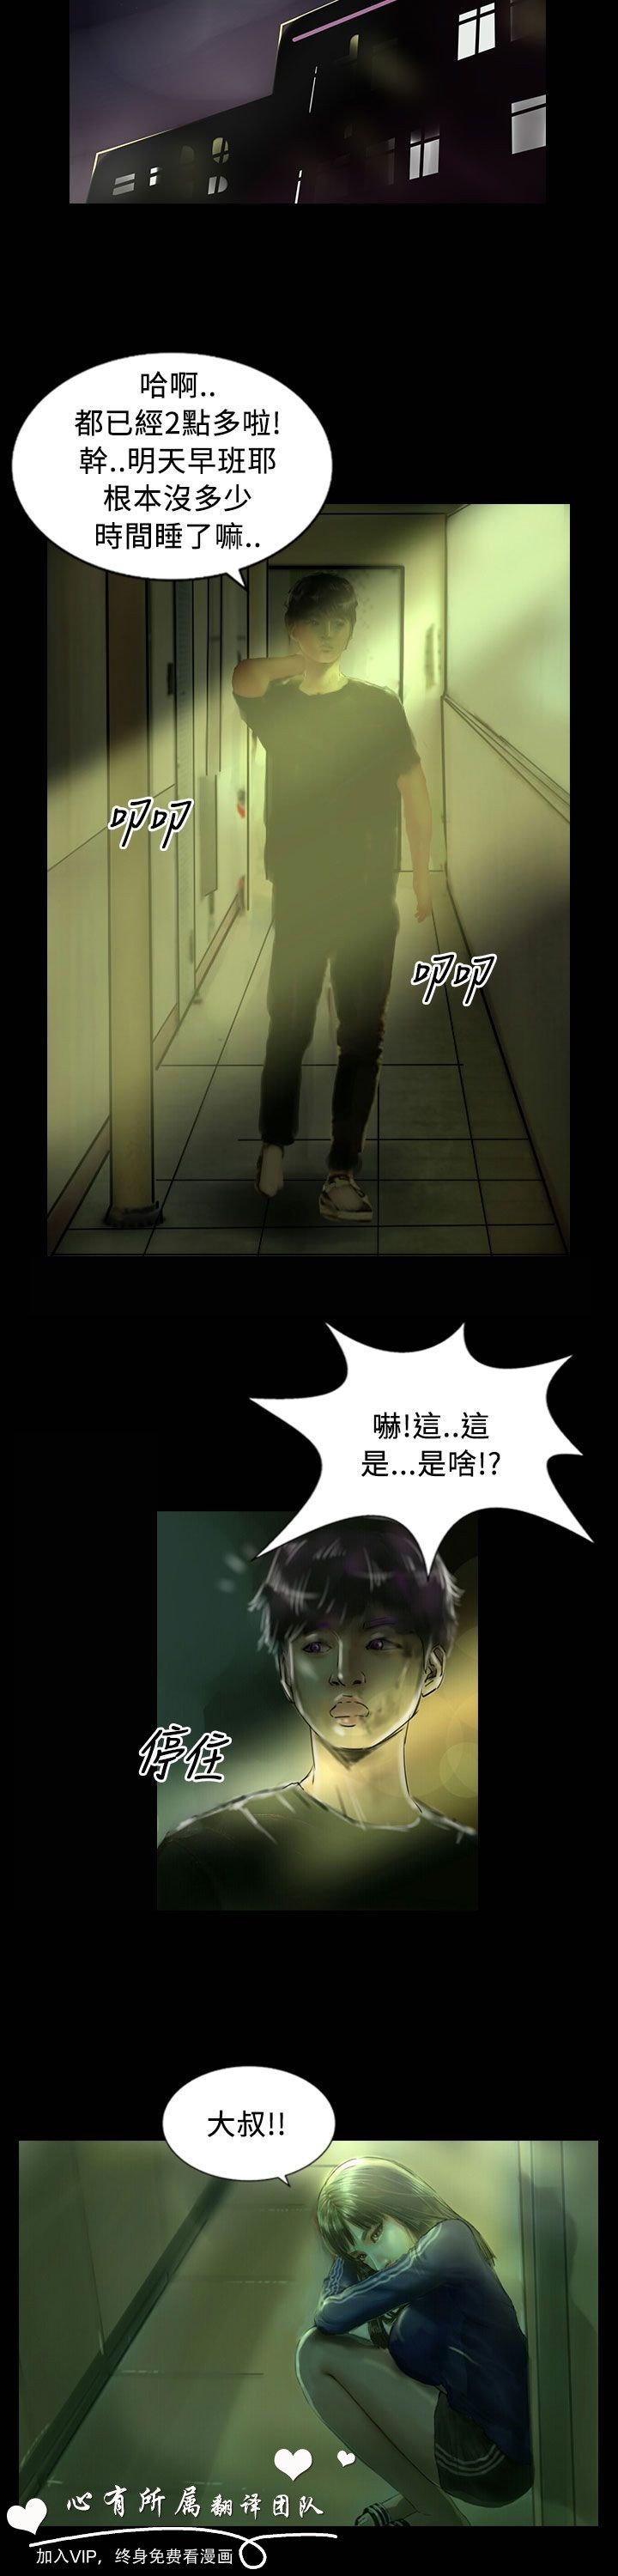 哈啊..
都已經2點多啦!
幹..明天早班耶
根本沒多少
時間睡了嘛..
叩叩
叩叩
嚇!這..這
是...是啥!?
停住
大叔!!
心有所属翻译团队
加入VIP，终身免费看漫画